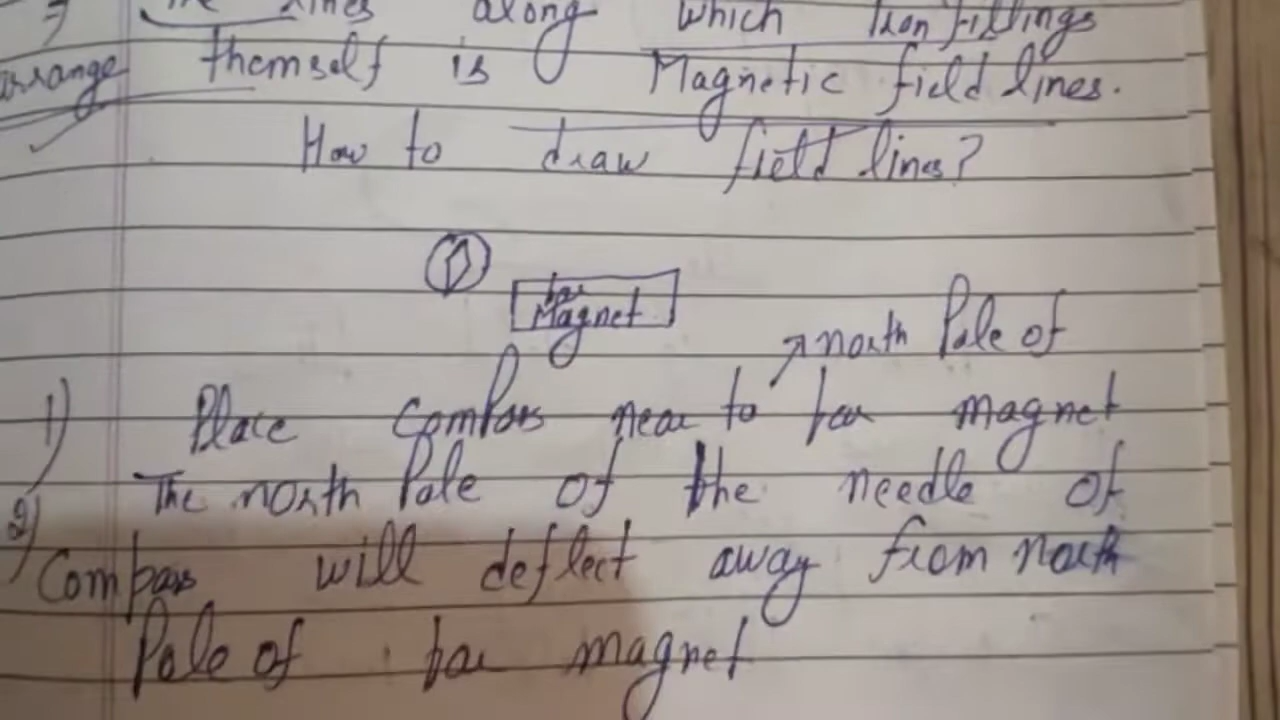 ⇒ The lines along which Iron fillings
arrange themself is Magnetic field lines.
How to draw field lines?
bar
Magnet
north Pole of
1) Place Compass near to bar magnet
2) The north Pole of the needle of
Compass will deflect away from north
Pole of bar magnet